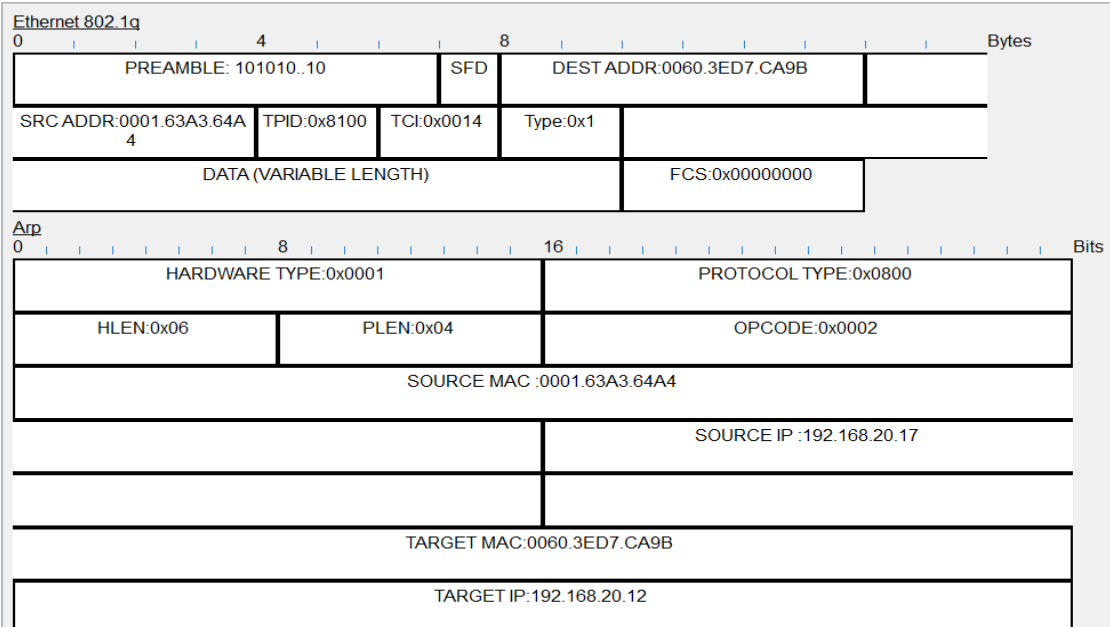 Ethernet 802.1q
0 4 8 Bytes
PREAMBLE: 101010..10 SFD DEST ADDR:0060.3ED7.CA9B
SRC ADDR:0001.63A3.64A TPID:0x8100 TCI:0x0014 Type:0x1
4
DATA (VARIABLE LENGTH) FCS:0x00000000
Arp
0 8 16 Bits
HARDWARE TYPE:0x0001 PROTOCOL TYPE:0x0800
HLEN:0x06 PLEN:0x04 OPCODE:0x0002
SOURCE MAC :0001.63A3.64A4
SOURCE IP :192.168.20.17
TARGET MAC:0060.3ED7.CA9B
TARGET IP:192.168.20.12